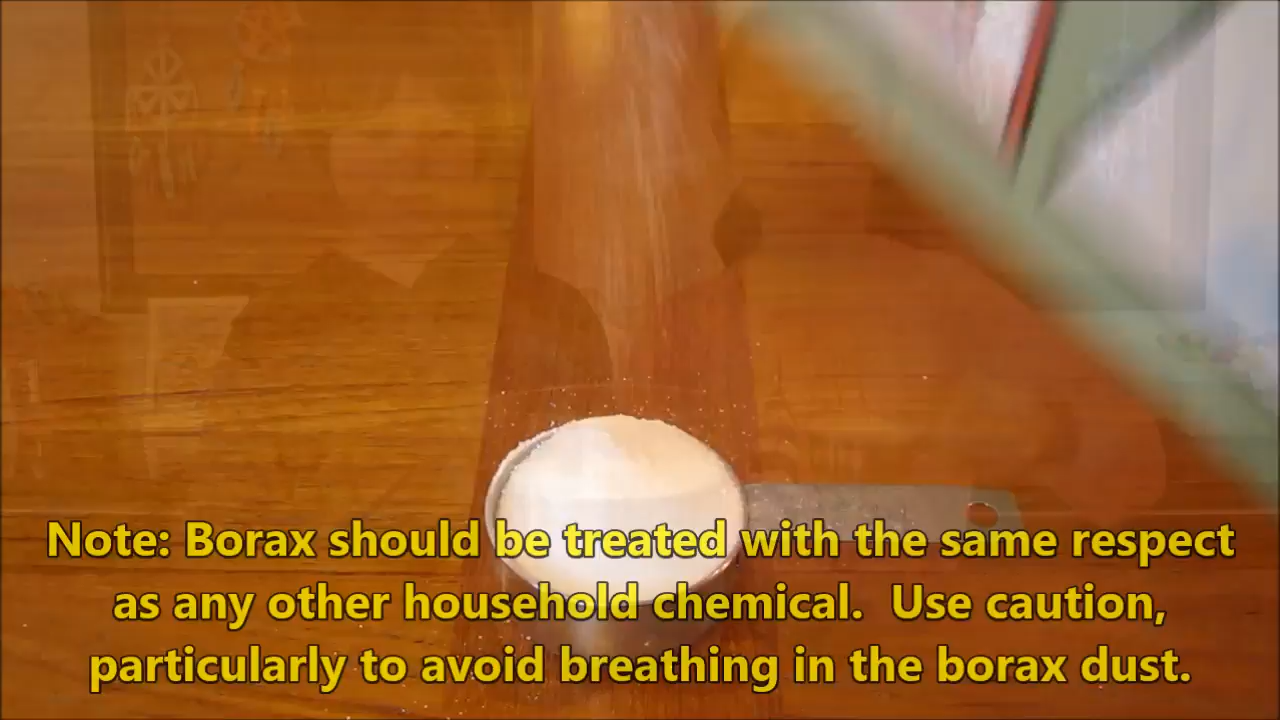 Note: Borax should be treated with the same respect
as any other household chemical.  Use caution,
particularly to avoid breathing in the borax dust.